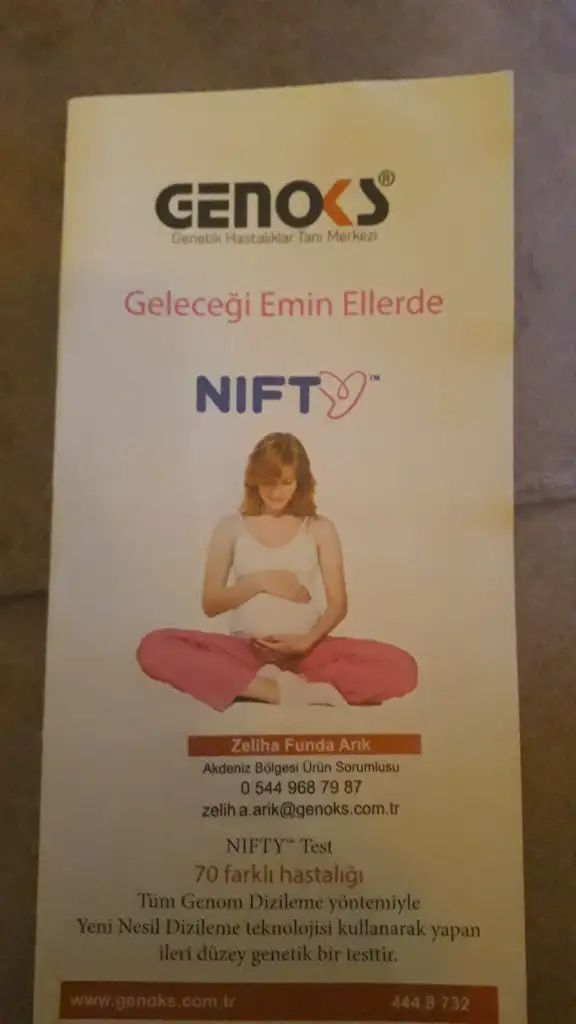 GENOKS®
Genetik Hastalıklar Tanı Merkezi
Geleceği Emin Ellerde
NIFTY™
Zeliha Funda Arık
Akdeniz Bölgesi Ürün Sorumlusu
0 544 968 79 87
zelih a.arik@genoks.com.tr
NIFTY™ Test
70 farklı hastalığı
Tüm Genom Dizileme yöntemiyle
Yeni Nesil Dizileme teknolojisi kullanarak yapan
ileri düzey genetik bir testtir.
www.genoks.com.tr 444 8 732